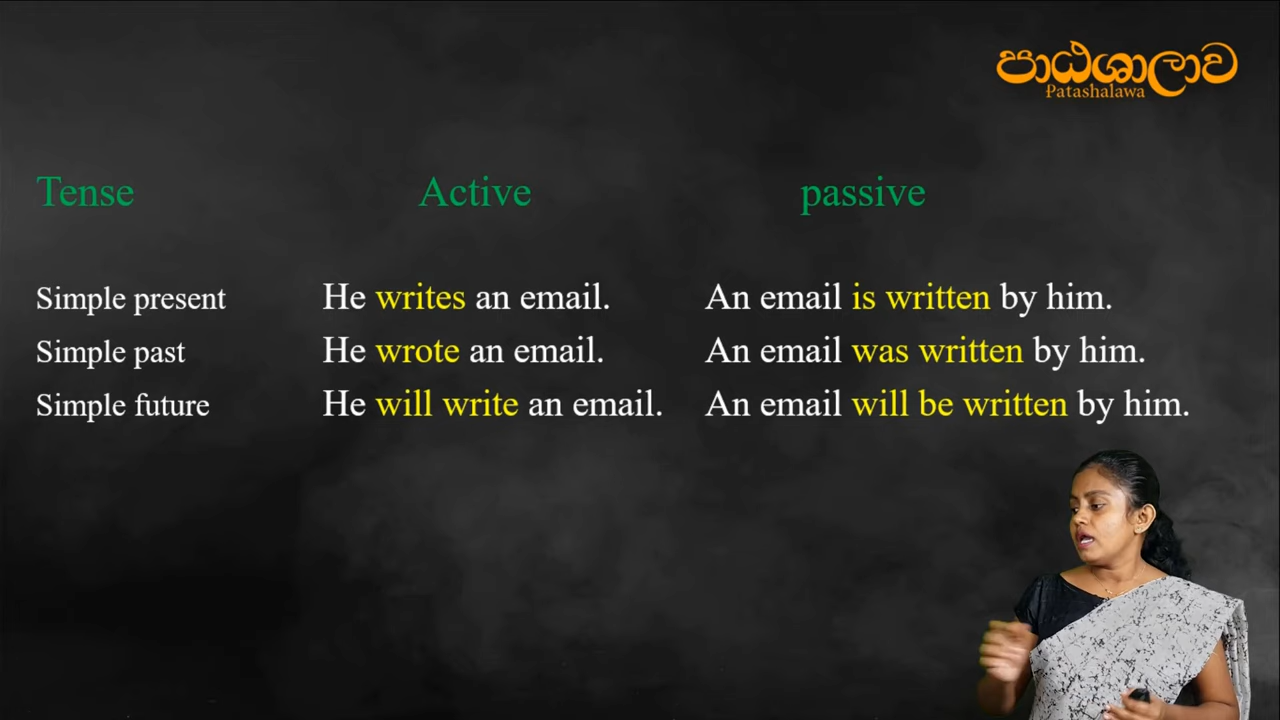 පාඨශාලාව
Patashalawa
Tense Active passive
Simple present He writes an email. An email is written by him.
Simple past He wrote an email. An email was written by him.
Simple future He will write an email. An email will be written by him.